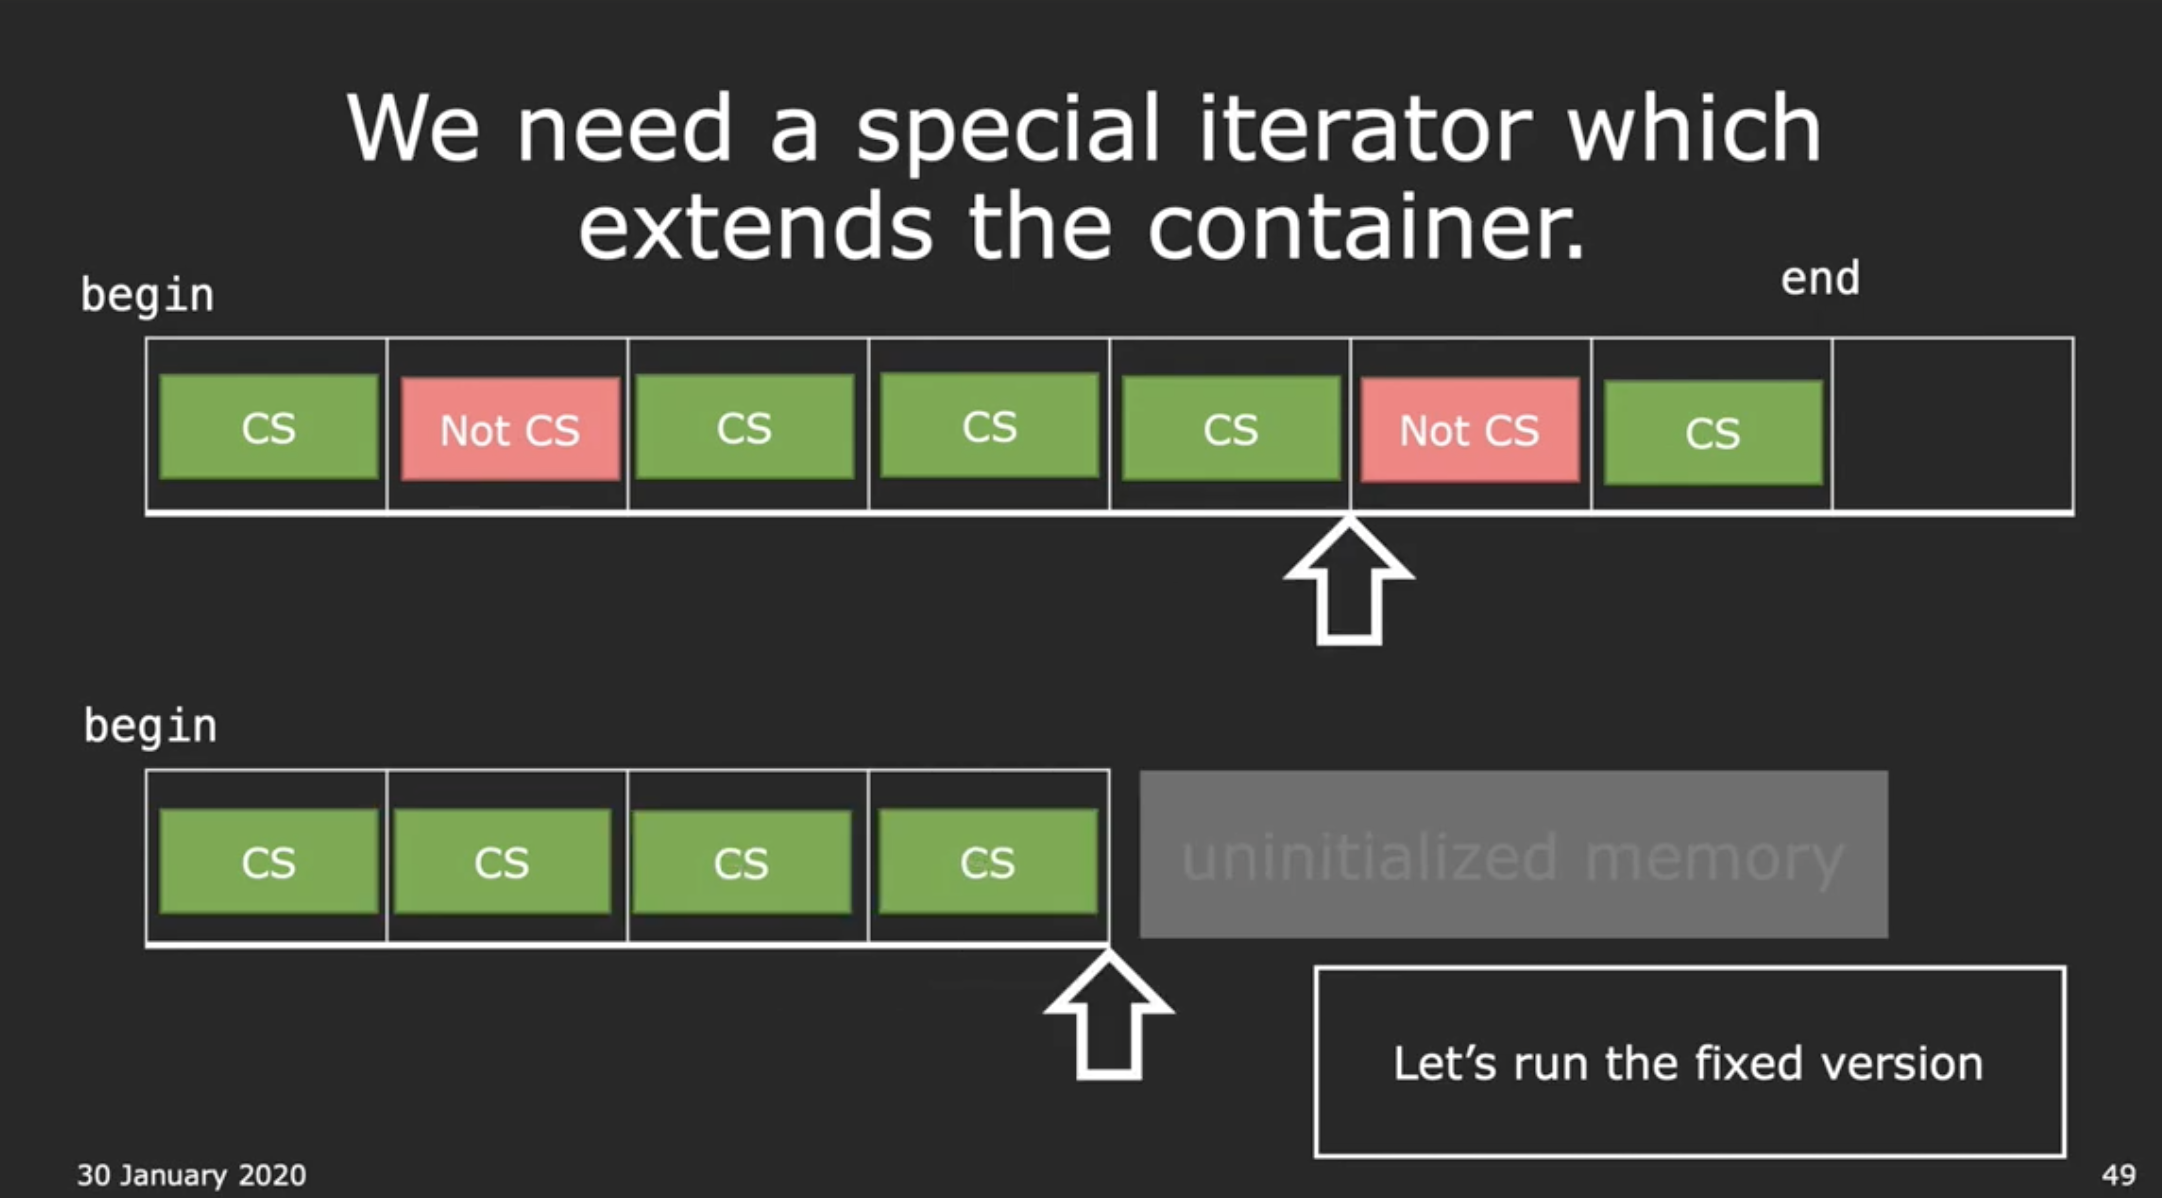 We need a special iterator which
extends the container.
begin
end
CS
Not CS
CS
CS
CS
Not CS
CS
begin
CS
CS
CS
CS
uninitialized memory
Let’s run the fixed version
30 January 2020
49